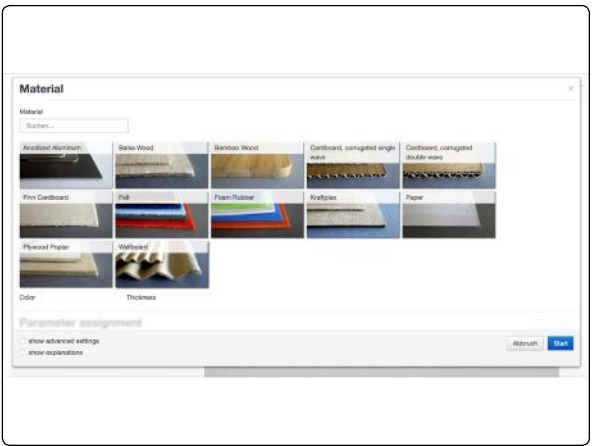 Material
Material
Suchen...
Anodized Aluminum
Balsa Wood
Bamboo Wood
Cardboard, corrugated single wave
Cardboard, corrugated double wave
Finn Cardboard
Felt
Foam Rubber
Kraftplex
Paper
Plywood Poplar
Wellboard
Color
Thickness
Parameter assignment
show advanced settings
show explanations
Abbruch
Start